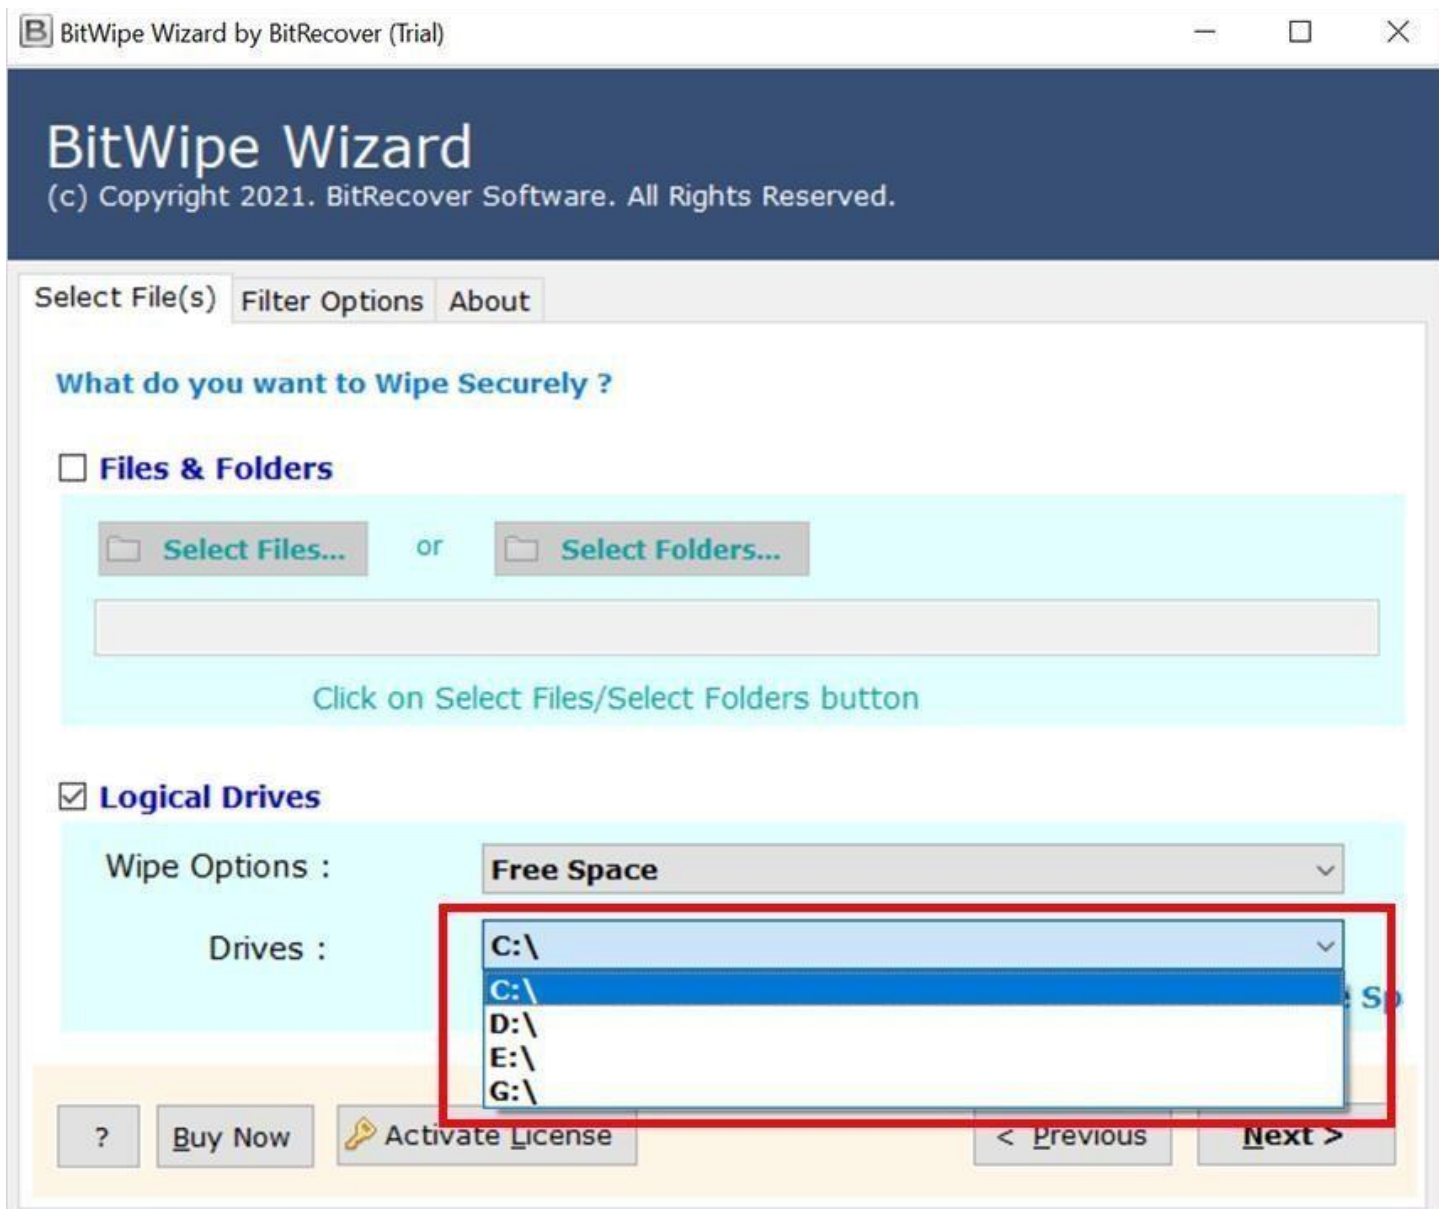 BitWipe Wizard by BitRecover (Trial)
BitWipe Wizard
(c) Copyright 2021. BitRecover Software. All Rights Reserved.
Select File(s) Filter Options About
What do you want to Wipe Securely ?
Files & Folders
Select Files... or Select Folders...
Click on Select Files/Select Folders button
Logical Drives
Wipe Options : Free Space
Drives : C:\
C:\
D:\
E:\
G:\
? Buy Now Activate License < Previous Next >